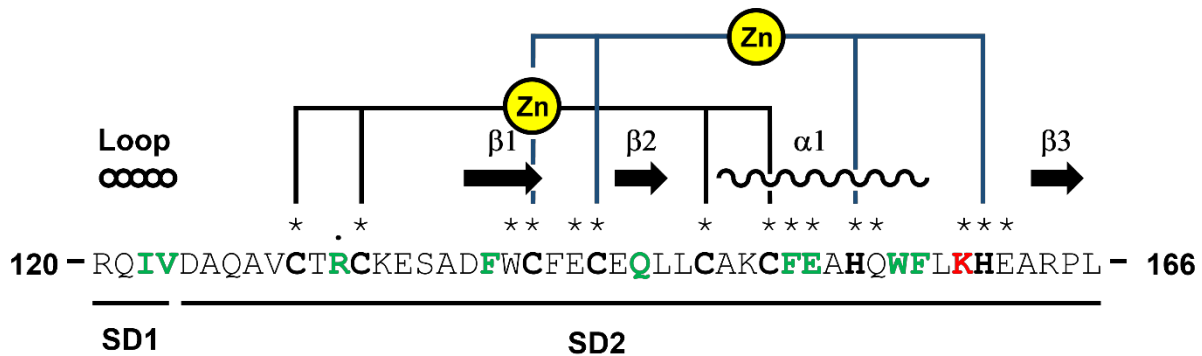 Zn
Zn
Loop β1 β2 α1 β3
* * ** ** * *** ** ***
.
120 – RQIVDAQAVCTRCKESADFWCFECEQLLCAKCFEAHQWFLKHEARPL – 166
SD1 SD2